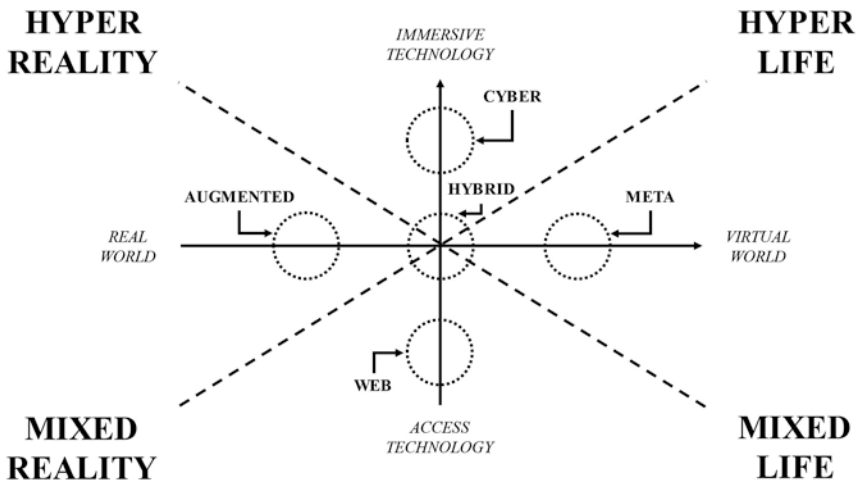 HYPER
REALITY
IMMERSIVE
TECHNOLOGY
HYPER
LIFE
CYBER
AUGMENTED
HYBRID
META
REAL
WORLD
VIRTUAL
WORLD
WEB
MIXED
REALITY
ACCESS
TECHNOLOGY
MIXED
LIFE